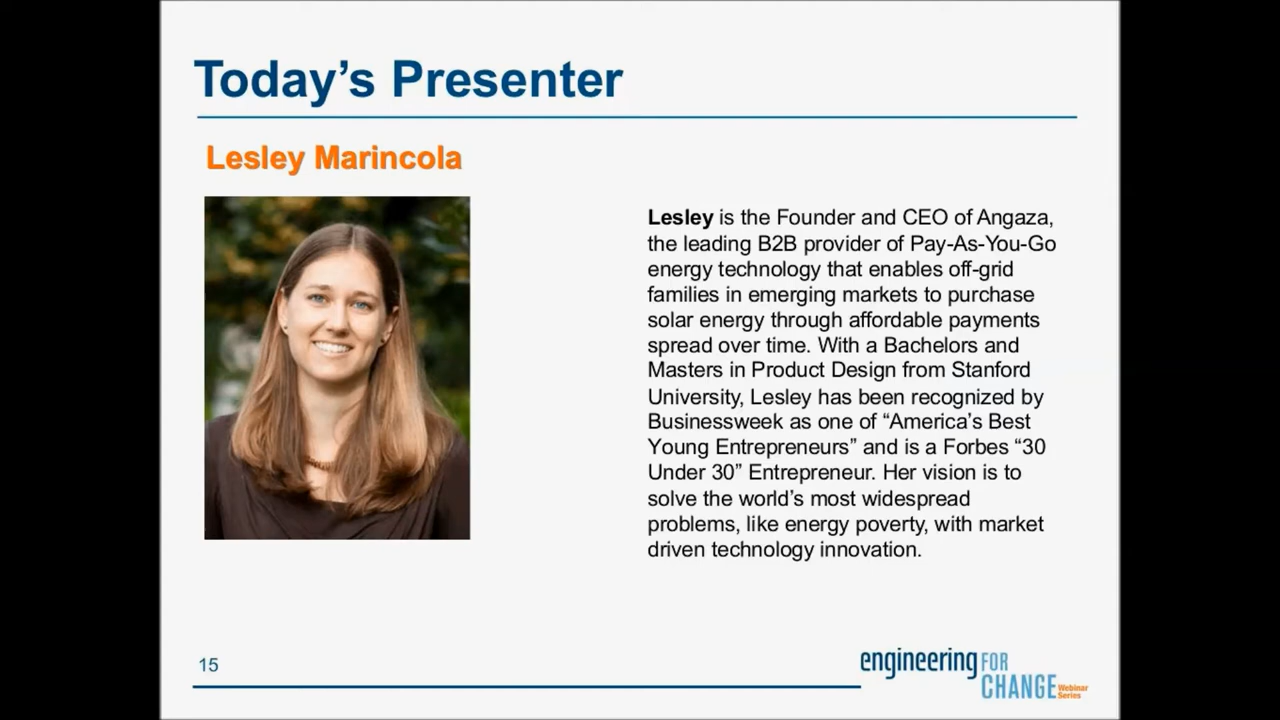 Today’s Presenter
Lesley Marincola
Lesley is the Founder and CEO of Angaza,
the leading B2B provider of Pay-As-You-Go
energy technology that enables off-grid
families in emerging markets to purchase
solar energy through affordable payments
spread over time. With a Bachelors and
Masters in Product Design from Stanford
University, Lesley has been recognized by
Businessweek as one of “America’s Best
Young Entrepreneurs” and is a Forbes “30
Under 30” Entrepreneur. Her vision is to
solve the world’s most widespread
problems, like energy poverty, with market
driven technology innovation.
15
engineering FOR
CHANGE Webinar
Series